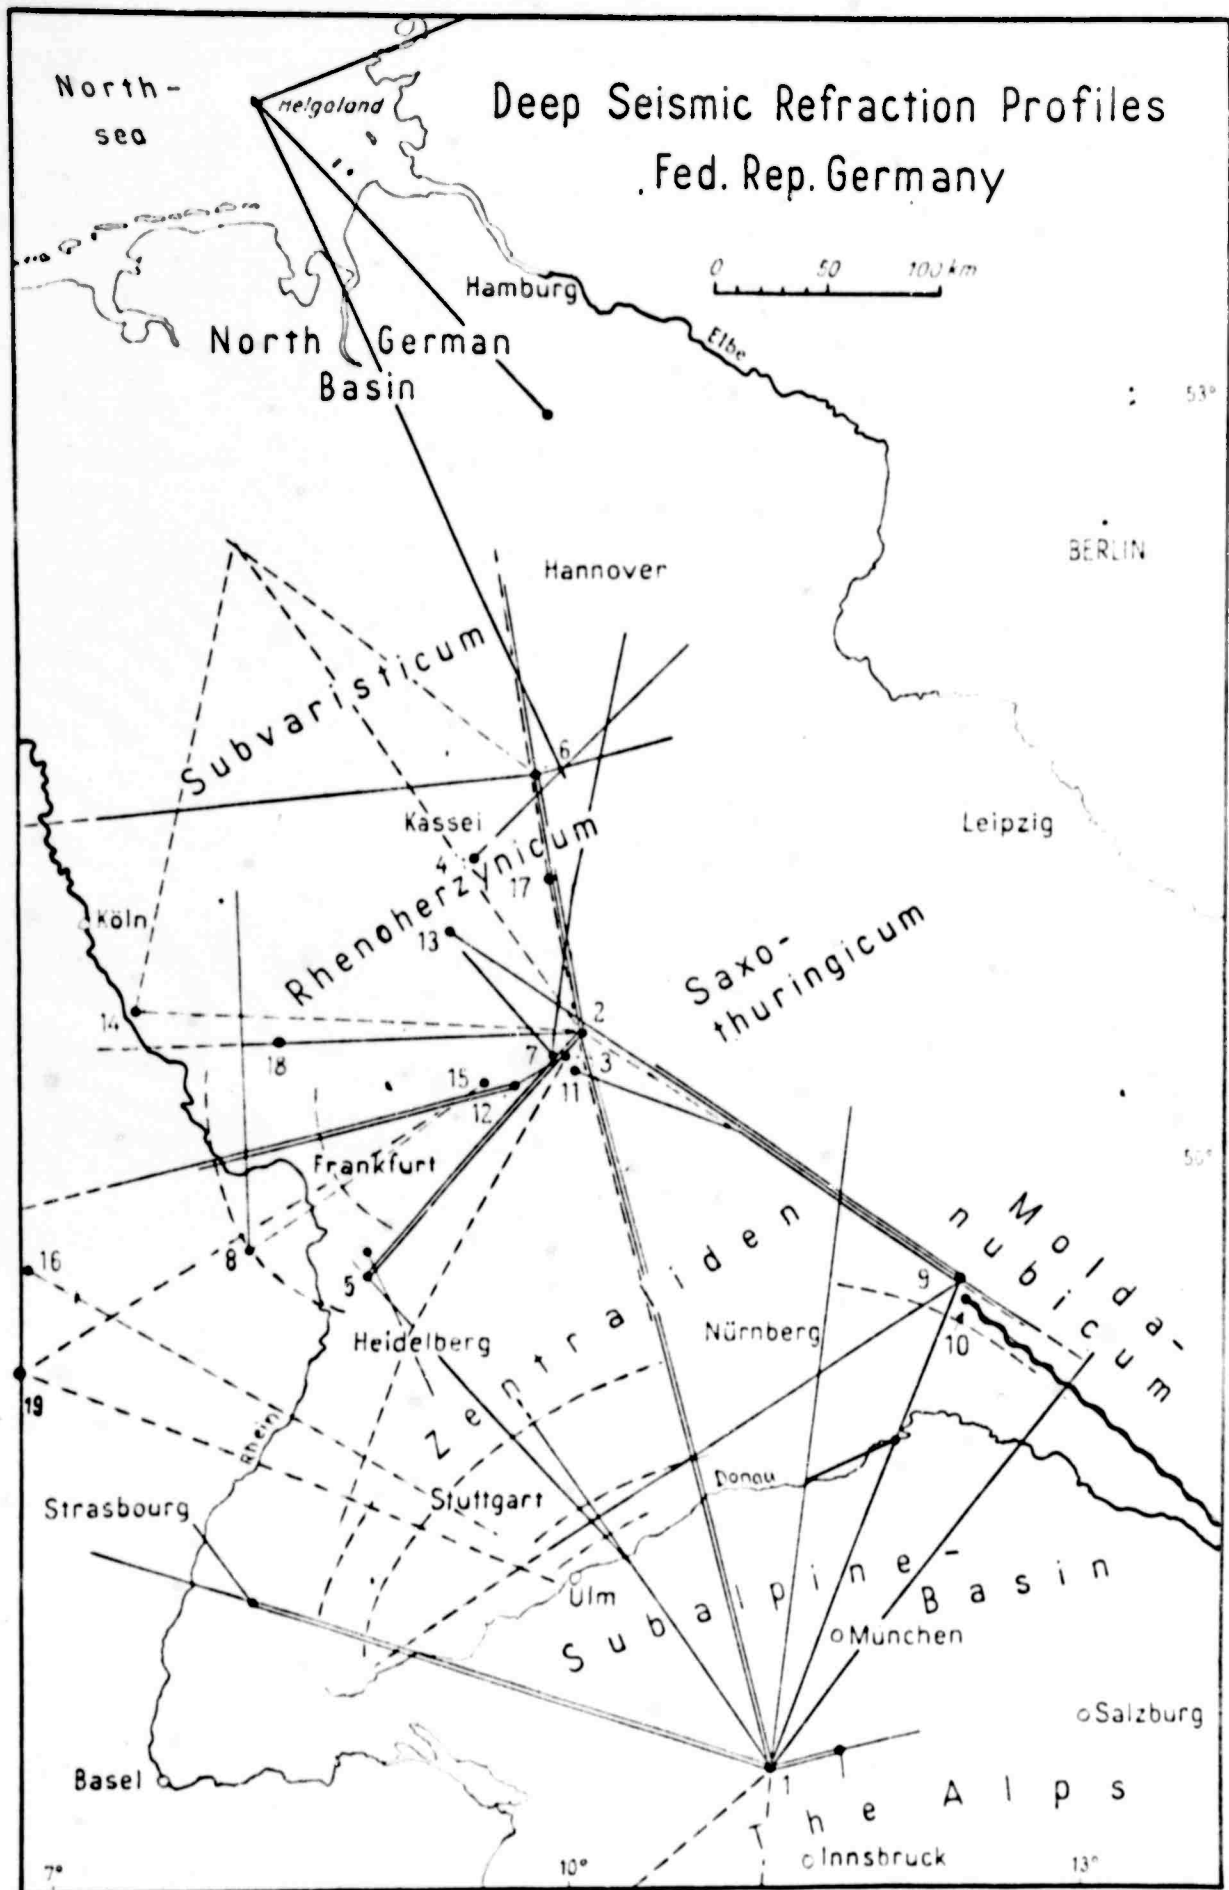 North-
sea
Helgoland
Deep Seismic Refraction Profiles
Fed. Rep. Germany
0 50 100 km
Hamburg
Elbe
North German
Basin
53°
BERLIN
Hannover
Subvaristicum
6
Kassel
4
17
Leipzig
Köln
13
Rhenoherzynicum
Saxo-
thuringicum
14
2
18
7
3
15
11
12
Frankfurt
50°
Molda-
nubicum
8
16
5
9
10
Heidelberg
Nürnberg
Zentraliden
19
Rhein
Donau
Stuttgart
Strasbourg
Ulm
Subalpine-
Basin
München
Salzburg
Basel
1
The Alps
Innsbruck
7° 10° 13°